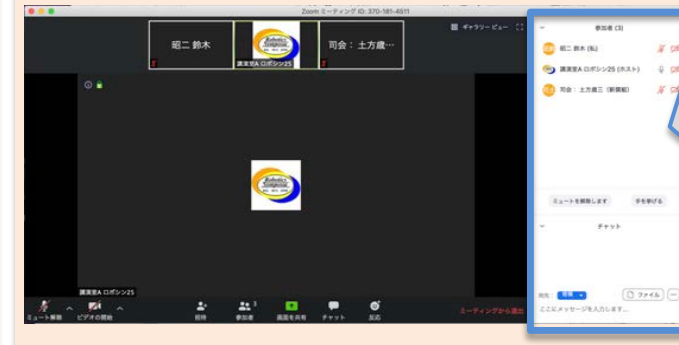 Zoom ミーティング ID: 370-181-4511
ギャラリービュー
昭二 鈴木
Robotics Symposia
講演室A ロボシン25
司会： 土方歳…
講演室A ロボシン25
ミュート解除
ビデオの開始
招待
参加者 3
画面を共有
チャット
反応
ミーティングから退出
参加者 (3)
昭二 鈴木 (私)
講演室A ロボシン25 (ホスト)
司会： 土方歳三（新撰組）
ミュートを解除します
手を挙げる
チャット
宛先：
ファイル
ここにメッセージを入力します...